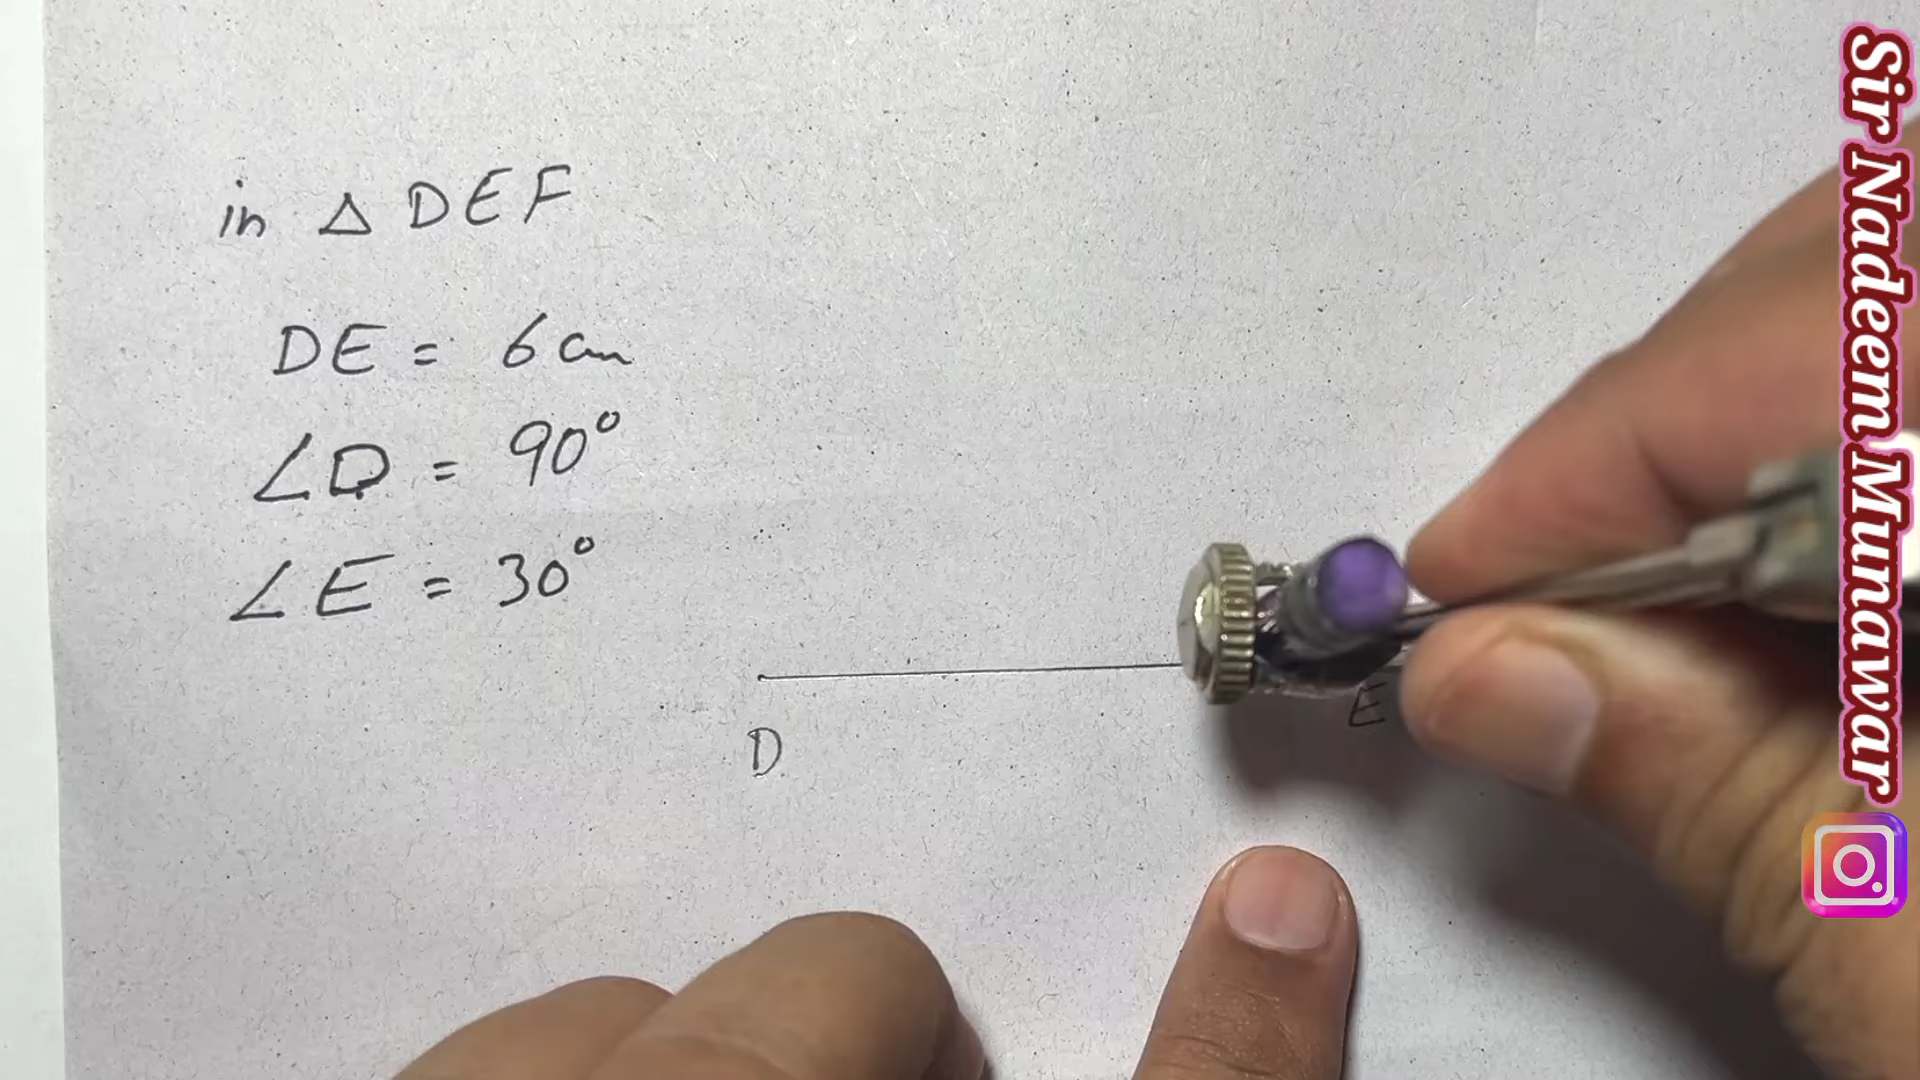 in △ DEF
DE = 6 cm
∠D = 90°
∠E = 30°
D
E
Sir Nadeem Munawar